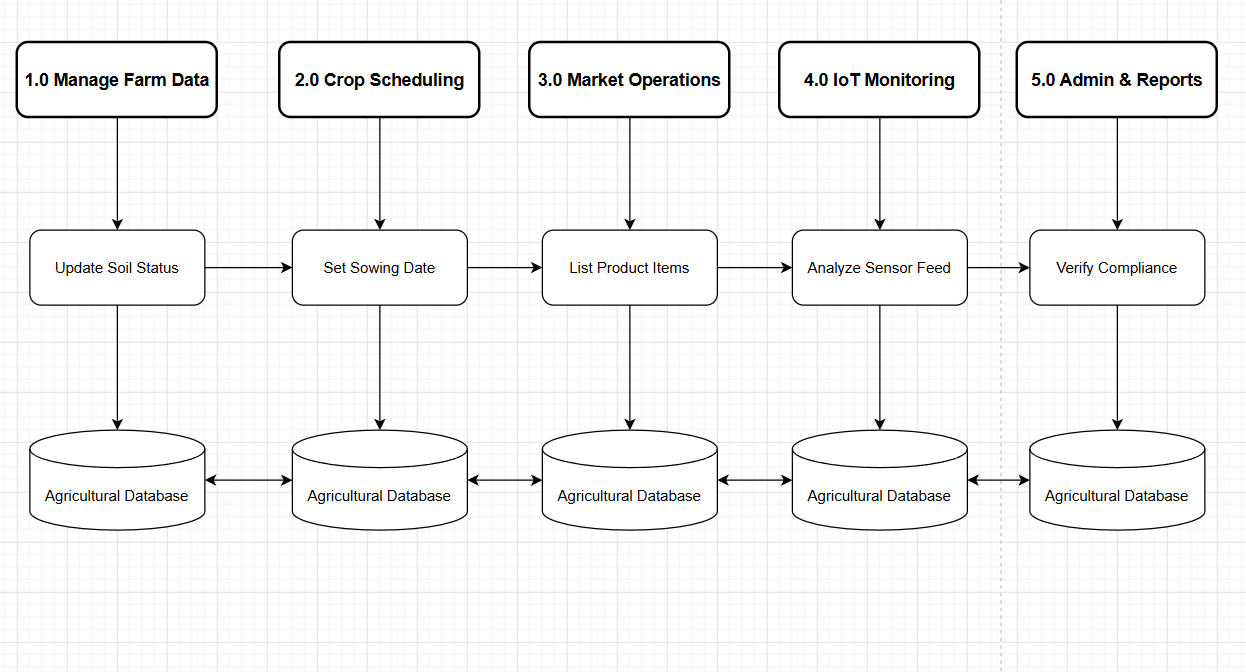 1.0 Manage Farm Data
2.0 Crop Scheduling
3.0 Market Operations
4.0 IoT Monitoring
5.0 Admin & Reports
Update Soil Status
Set Sowing Date
List Product Items
Analyze Sensor Feed
Verify Compliance
Agricultural Database
Agricultural Database
Agricultural Database
Agricultural Database
Agricultural Database